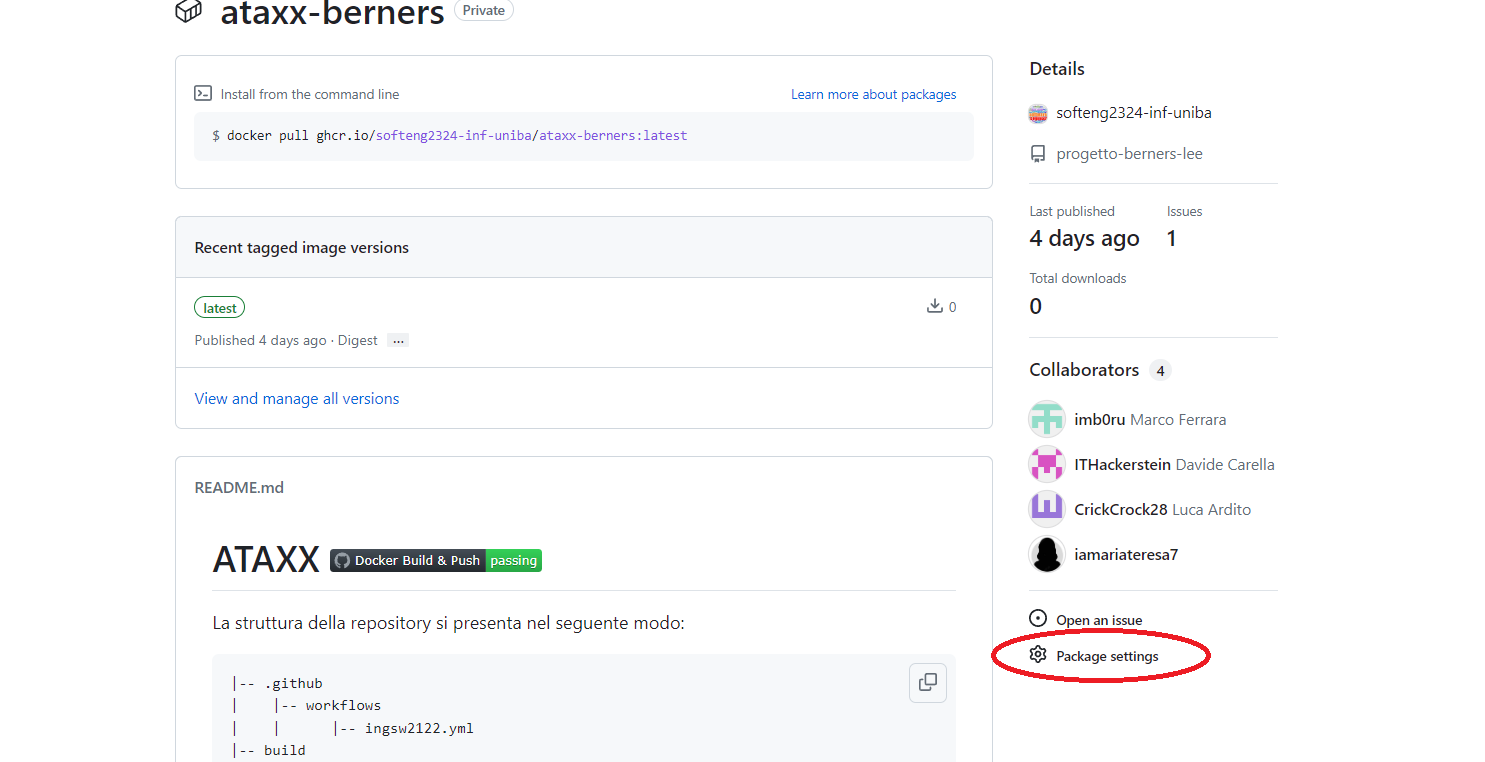 ataxx-berners Private
Install from the command line
Learn more about packages
$ docker pull ghcr.io/softeng2324-inf-uniba/ataxx-berners:latest
Recent tagged image versions
latest
0
Published 4 days ago · Digest ...
View and manage all versions
README.md
ATAXX Docker Build & Push passing
La struttura della repository si presenta nel seguente modo:
|-- .github
|    |-- workflows
|    |      |-- ingsw2122.yml
|-- build
Details
softeng2324-inf-uniba
progetto-berners-lee
Last published Issues
4 days ago 1
Total downloads
0
Collaborators 4
imb0ru Marco Ferrara
ITHackerstein Davide Carella
CrickCrock28 Luca Ardito
iamariateresa7
Open an issue
Package settings